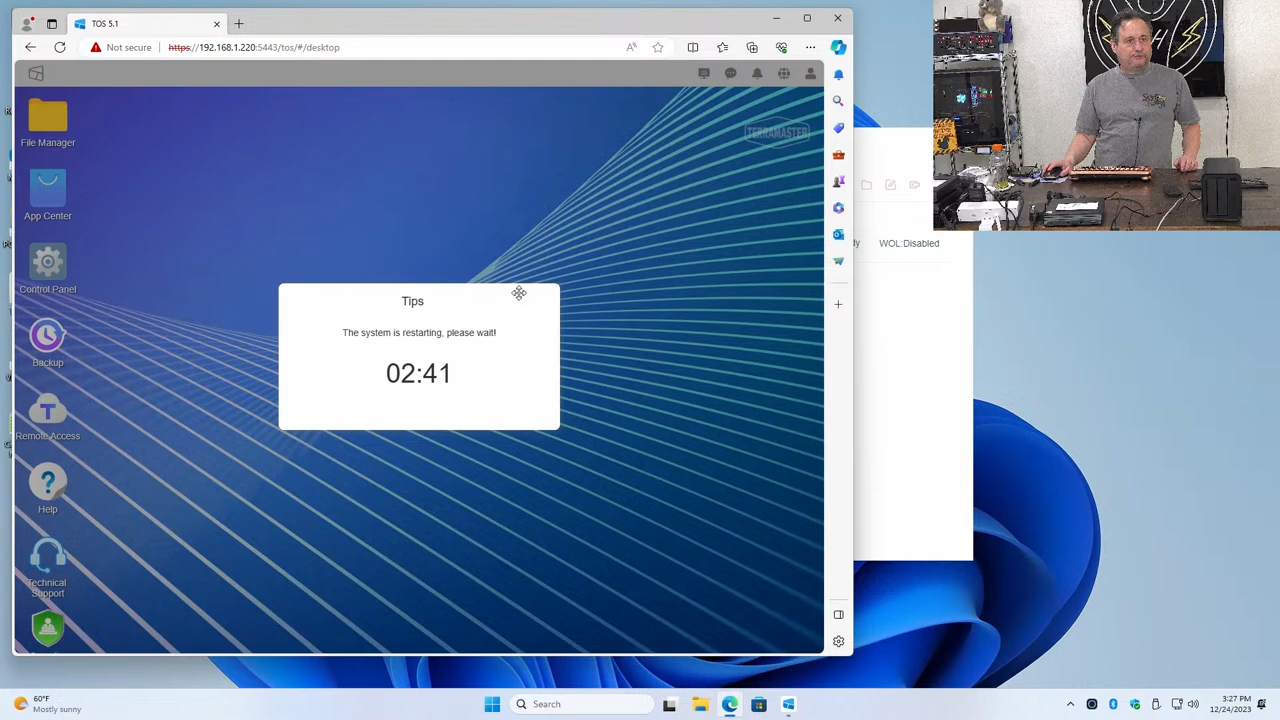 TOS 5.1
Not secure
https://192.168.1.220:5443/tos/#/desktop
TERRAMASTER
File Manager
App Center
Control Panel
Backup
Remote Access
Help
Technical
Support
Tips
The system is restarting, please wait!
02:41
WOL:Disabled
60°F
Mostly sunny
Search
3:27 PM
12/24/2023